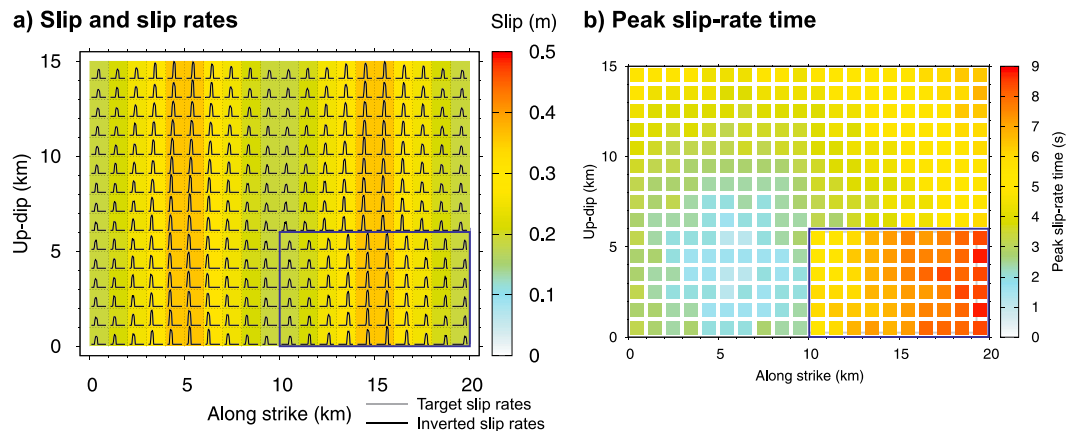 a) Slip and slip rates
Slip (m)
15
10
5
0
Up-dip (km)
0 5 10 15 20
Along strike (km)
0.5
0.4
0.3
0.2
0.1
0
Target slip rates
Inverted slip rates
b) Peak slip-rate time
15
10
5
0
Up-dip (km)
0 5 10 15 20
Along strike (km)
9
8
7
6
5
4
3
2
1
0
Peak slip-rate time (s)